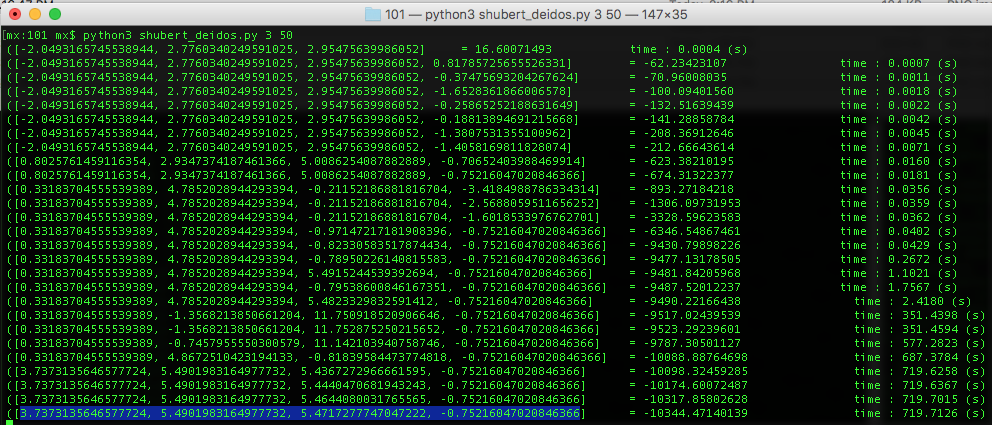 101 — python3 shubert_deidos.py 3 50 — 147×35
[mx:101 mx$ python3 shubert_deidos.py 3 50
([-2.0493165745538944, 2.7760340249591025, 2.95475639986052] = 16.60071493 time : 0.0004 (s)
([-2.0493165745538944, 2.7760340249591025, 2.95475639986052, 0.81785725655526331] = -62.23423107 time : 0.0007 (s)
([-2.0493165745538944, 2.7760340249591025, 2.95475639986052, -0.37475693204267624] = -70.96008035 time : 0.0011 (s)
([-2.0493165745538944, 2.7760340249591025, 2.95475639986052, -1.6528361866006578] = -100.09401560 time : 0.0018 (s)
([-2.0493165745538944, 2.7760340249591025, 2.95475639986052, -0.25865252188631649] = -132.51639439 time : 0.0022 (s)
([-2.0493165745538944, 2.7760340249591025, 2.95475639986052, -0.18813894691215668] = -141.28858784 time : 0.0042 (s)
([-2.0493165745538944, 2.7760340249591025, 2.95475639986052, -1.3807531355100962] = -208.36912646 time : 0.0045 (s)
([-2.0493165745538944, 2.7760340249591025, 2.95475639986052, -1.4058169811828074] = -212.66643614 time : 0.0071 (s)
([0.8025761459116354, 2.9347374187461366, 5.0086254087882889, -0.70652403988469914] = -623.38210195 time : 0.0160 (s)
([0.8025761459116354, 2.9347374187461366, 5.0086254087882889, -0.75216047020846366] = -674.31322377 time : 0.0181 (s)
([0.33183704555539389, 4.7852028944293394, -0.21152186881816704, -3.4184988786334314] = -893.27184218 time : 0.0356 (s)
([0.33183704555539389, 4.7852028944293394, -0.21152186881816704, -2.5688059511656252] = -1306.09731953 time : 0.0359 (s)
([0.33183704555539389, 4.7852028944293394, -0.21152186881816704, -1.6018533976762701] = -3328.59623583 time : 0.0362 (s)
([0.33183704555539389, 4.7852028944293394, -0.97147217181908396, -0.75216047020846366] = -6346.54867461 time : 0.0402 (s)
([0.33183704555539389, 4.7852028944293394, -0.82330583517874434, -0.75216047020846366] = -9430.79898226 time : 0.0429 (s)
([0.33183704555539389, 4.7852028944293394, -0.78950226140815583, -0.75216047020846366] = -9477.13178505 time : 0.2672 (s)
([0.33183704555539389, 4.7852028944293394, 5.4915244539392694, -0.75216047020846366] = -9481.84205968 time : 1.1021 (s)
([0.33183704555539389, 4.7852028944293394, -0.79538600846167351, -0.75216047020846366] = -9487.52012237 time : 1.7567 (s)
([0.33183704555539389, 4.7852028944293394, 5.4823329832591412, -0.75216047020846366] = -9490.22166438 time : 2.4180 (s)
([0.33183704555539389, -1.3568213850661204, 11.750918520906646, -0.75216047020846366] = -9517.02439539 time : 351.4398 (s)
([0.33183704555539389, -1.3568213850661204, 11.752875250215652, -0.75216047020846366] = -9523.29239601 time : 351.4594 (s)
([0.33183704555539389, -0.7457955550300579, 11.142103940758746, -0.75216047020846366] = -9787.30501127 time : 577.2823 (s)
([0.33183704555539389, 4.8672510423194133, -0.81839584473774818, -0.75216047020846366] = -10088.88764698 time : 687.3784 (s)
([3.7373135646577724, 5.4901983164977732, 5.4367272966661595, -0.75216047020846366] = -10098.32459285 time : 719.6258 (s)
([3.7373135646577724, 5.4901983164977732, 5.4440470681943243, -0.75216047020846366] = -10174.60072487 time : 719.6367 (s)
([3.7373135646577724, 5.4901983164977732, 5.4644080051343165, -0.75216047020846366] = -10317.85802628 time : 719.7015 (s)
([3.7373135646577724, 5.4901983164977732, 5.4717277747047222, -0.75216047020846366] = -10344.47140139 time : 719.7126 (s)